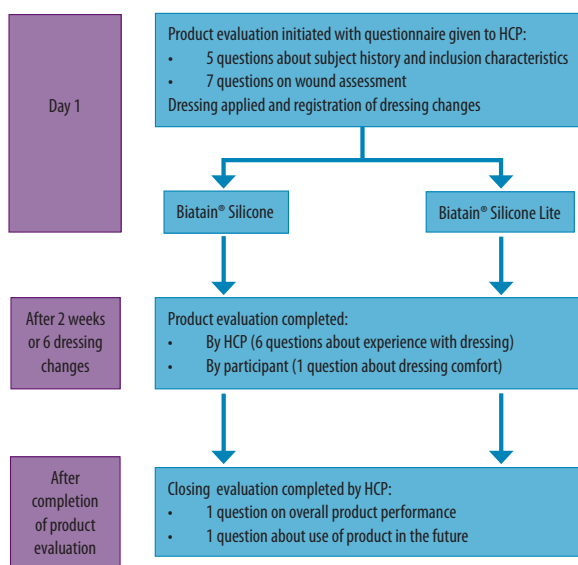 Day 1
Product evaluation initiated with questionnaire given to HCP:
• 5 questions about subject history and inclusion characteristics
• 7 questions on wound assessment
Dressing applied and registration of dressing changes
Biatain® Silicone
Biatain® Silicone Lite
After 2 weeks
or 6 dressing
changes
Product evaluation completed:
• By HCP (6 questions about experience with dressing)
• By participant (1 question about dressing comfort)
After
completion
of product
evaluation
Closing evaluation completed by HCP:
• 1 question on overall product performance
• 1 question about use of product in the future